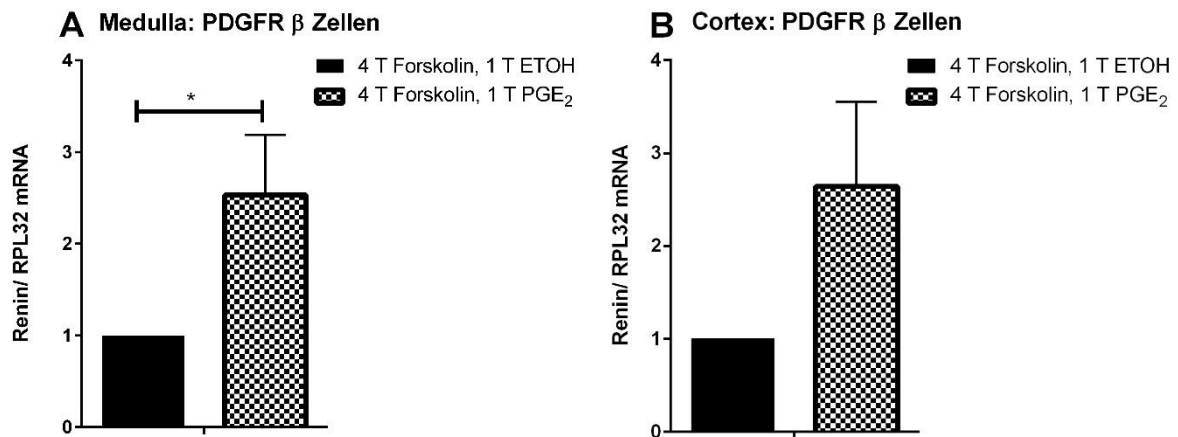 A Medulla: PDGFR β Zellen
4 T Forskolin, 1 T ETOH
4 T Forskolin, 1 T PGE₂
*
Renin/ RPL32 mRNA
4
3
2
1
0
B Cortex: PDGFR β Zellen
4 T Forskolin, 1 T ETOH
4 T Forskolin, 1 T PGE₂
Renin/ RPL32 mRNA
4
3
2
1
0